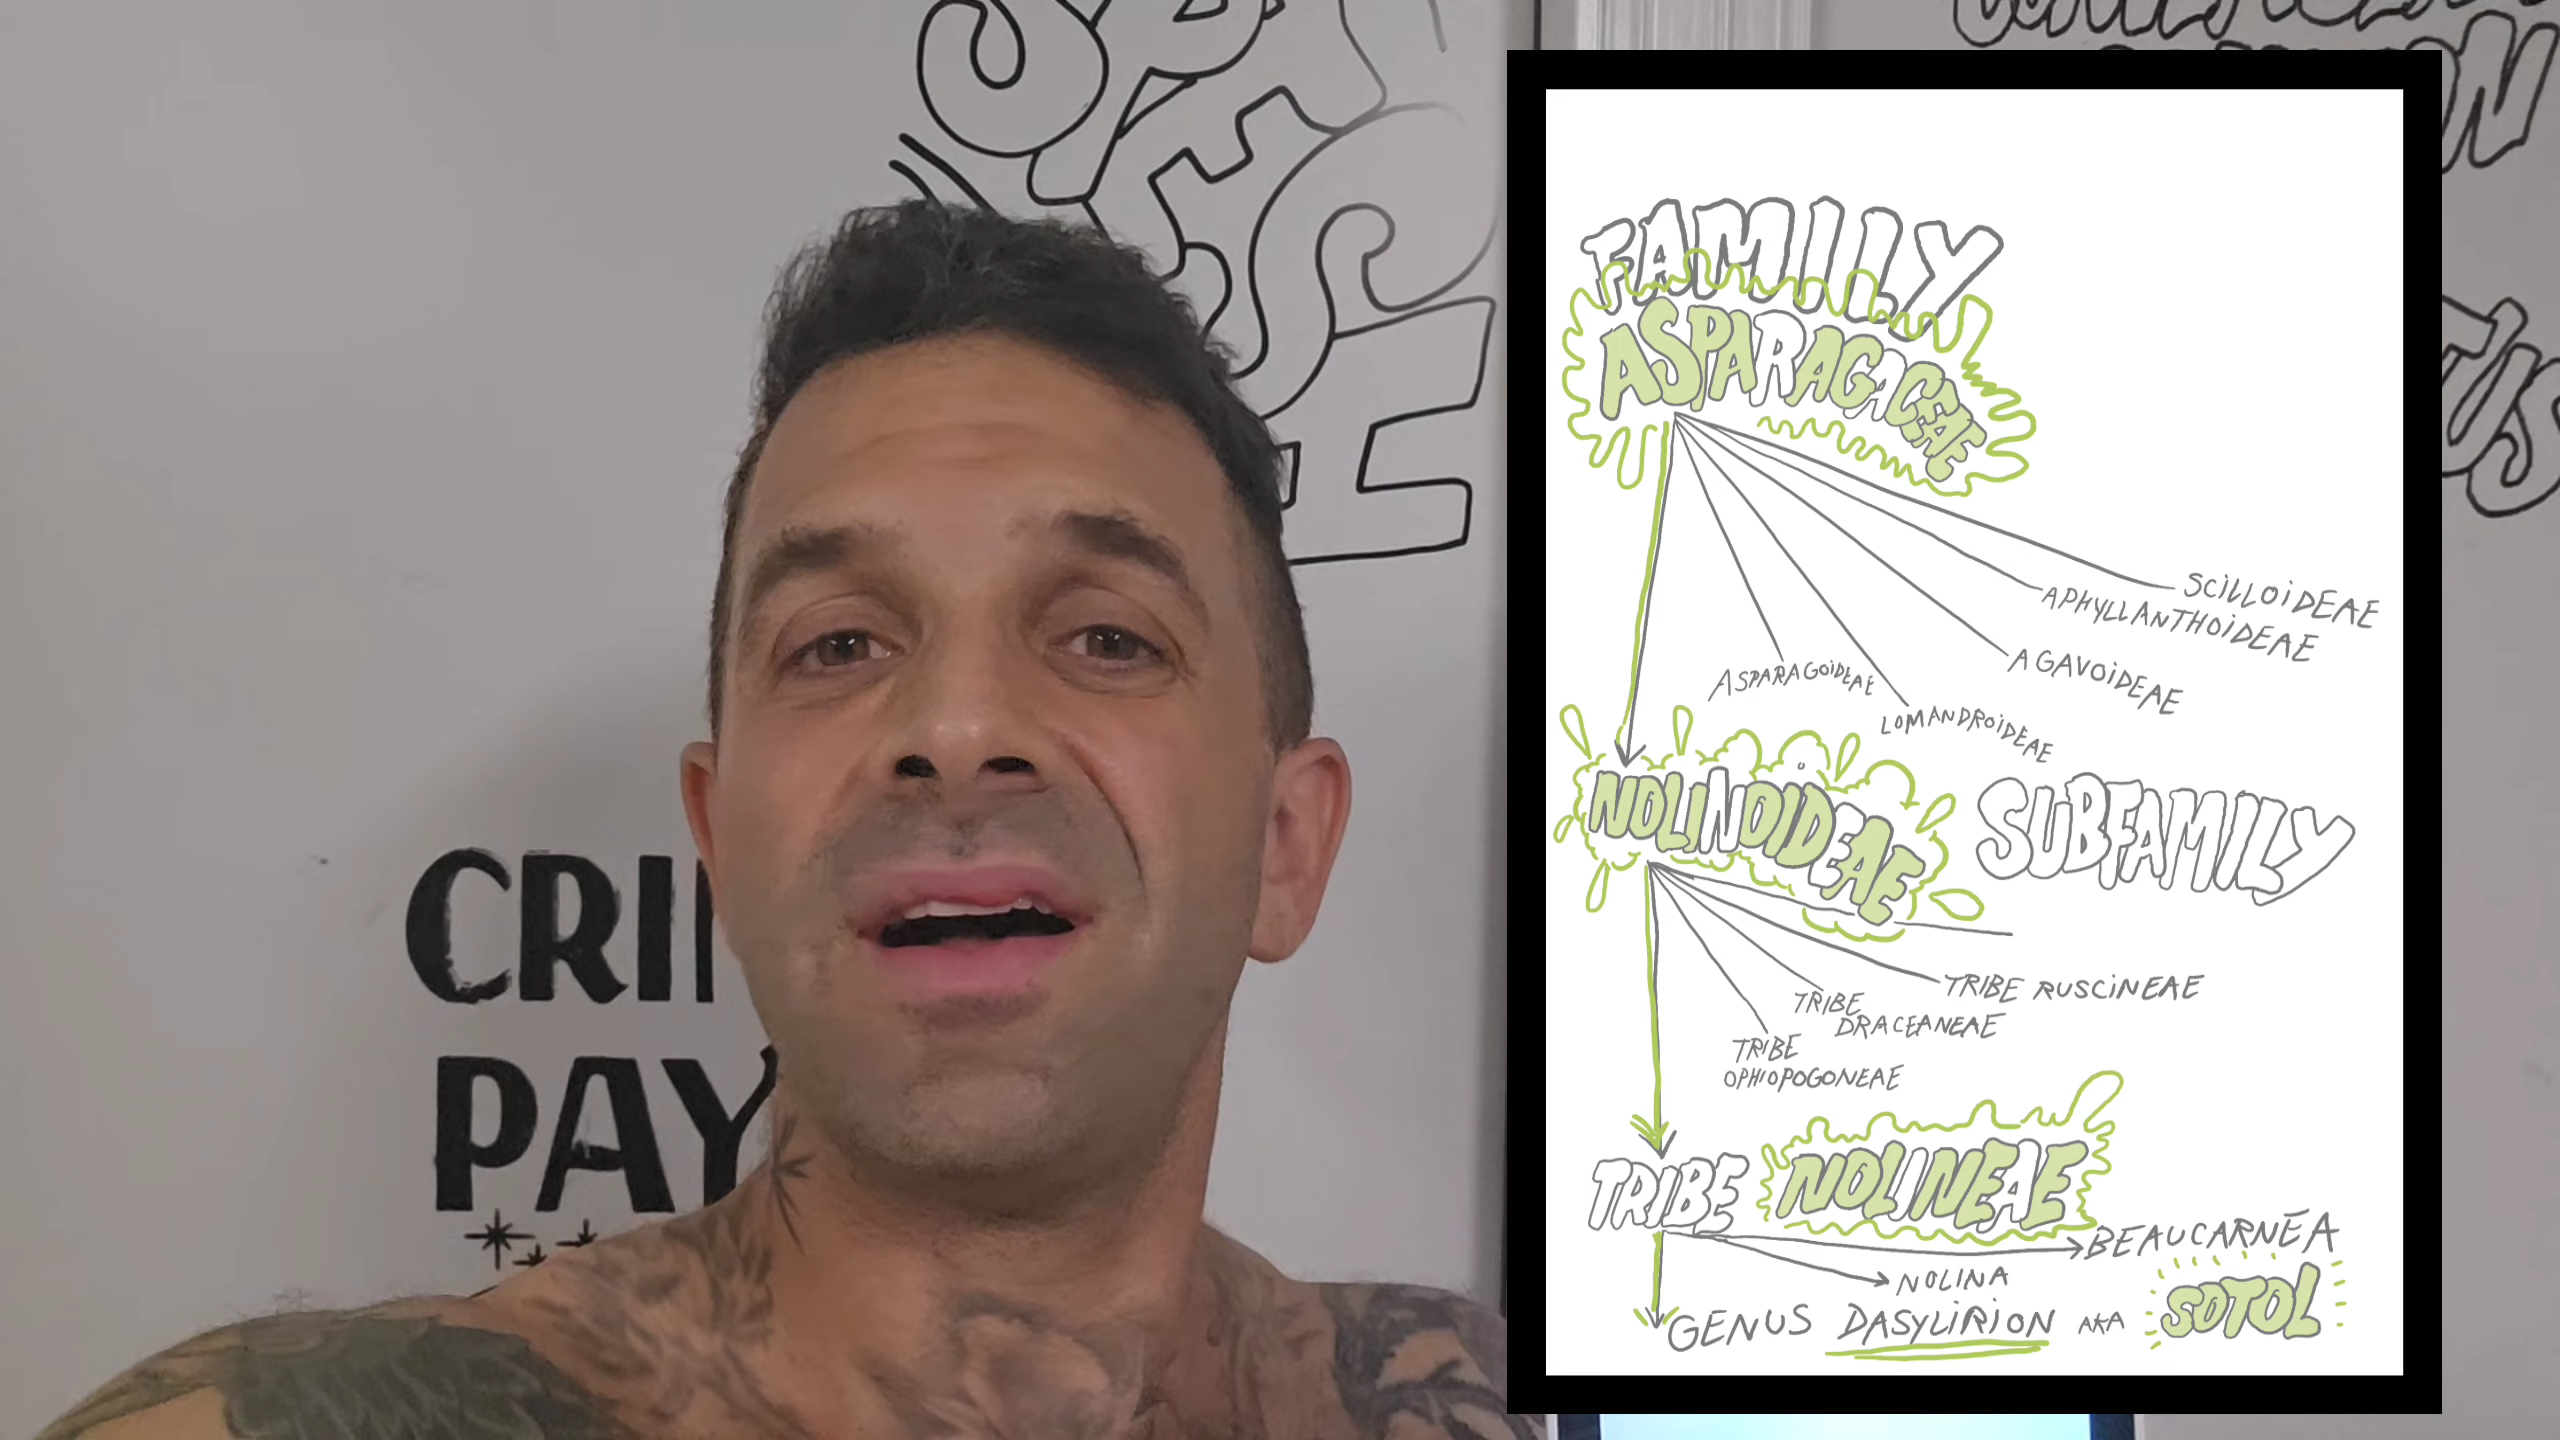 CRI
PAY
FAMILY
ASPARAGACEAE
SCILLOIDEAE
APHYLLANTHOIDEAE
AGAVOIDEAE
ASPARAGOIDEAE
LOMANDROIDEAE
NOLINOIDEAE SUBFAMILY
TRIBE RUSCINEAE
TRIBE
DRACEANEAE
TRIBE
OPHIOPOGONEAE
TRIBE NOLINEAE
BEAUCARNEA
NOLINA
GENUS DASYLIRION AKA SOTOL